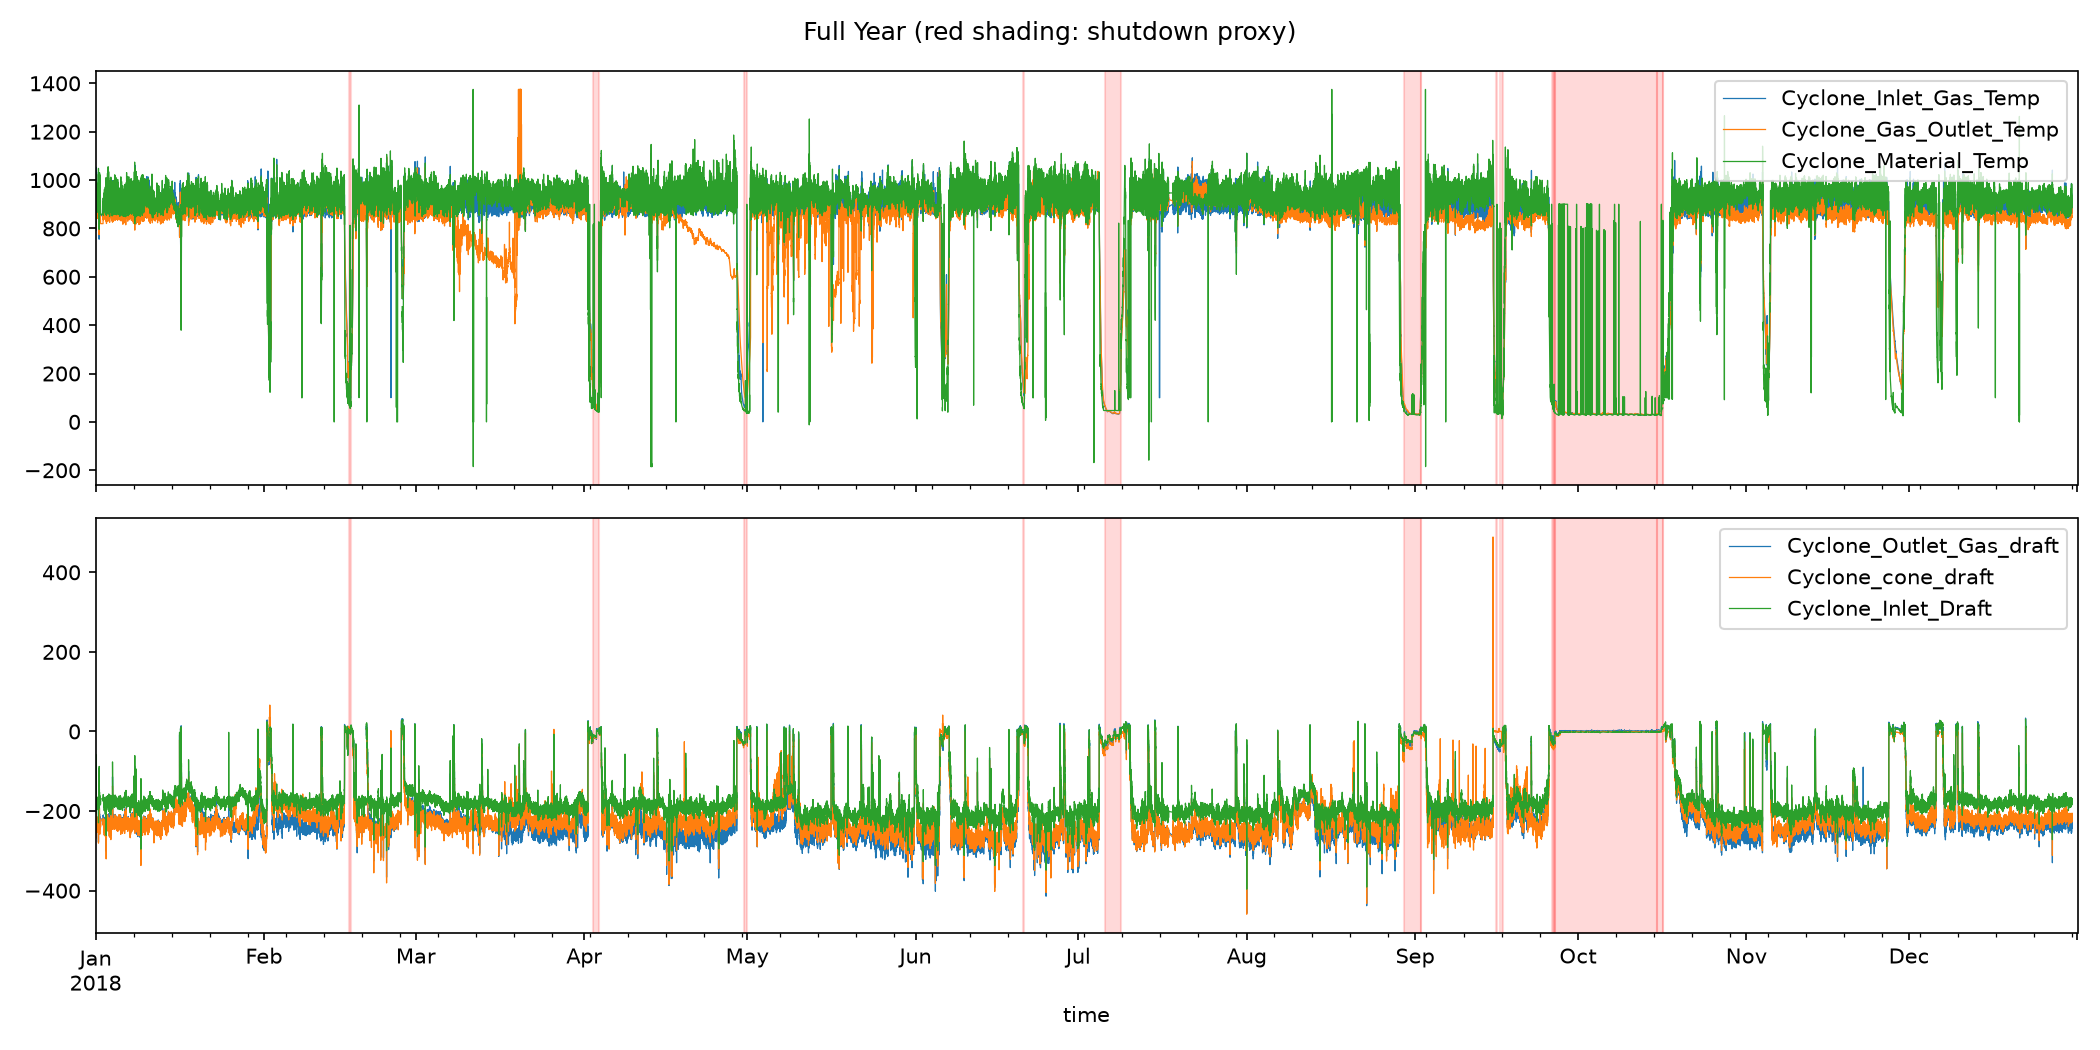 Full Year (red shading: shutdown proxy)
1400
1200
1000
800
600
400
200
0
−200
Cyclone_Inlet_Gas_Temp
Cyclone_Gas_Outlet_Temp
Cyclone_Material_Temp
400
200
0
−200
−400
Cyclone_Outlet_Gas_draft
Cyclone_cone_draft
Cyclone_Inlet_Draft
Jan Feb Mar Apr May Jun Jul Aug Sep Oct Nov Dec
2018
time